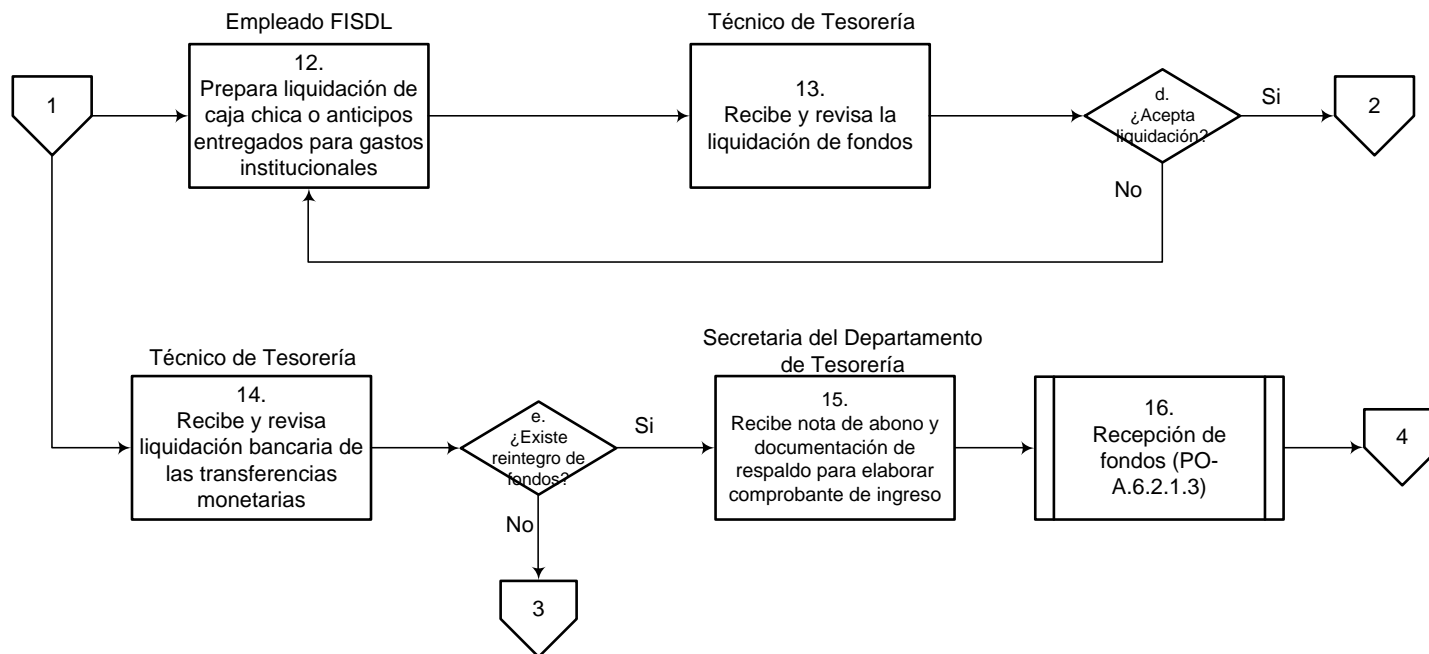 Empleado FISDL
Técnico de Tesorería
1
12.
Prepara liquidación de
caja chica o anticipos
entregados para gastos
institucionales
13.
Recibe y revisa la
liquidación de fondos
d.
¿Acepta
liquidación?
Si
2
No
Técnico de Tesorería
14.
Recibe y revisa
liquidación bancaria de
las transferencias
monetarias
e.
¿Existe
reintegro de
fondos?
Si
No
3
Secretaria del Departamento
de Tesorería
15.
Recibe nota de abono y
documentación de
respaldo para elaborar
comprobante de ingreso
16.
Recepción de
fondos (PO-
A.6.2.1.3)
4